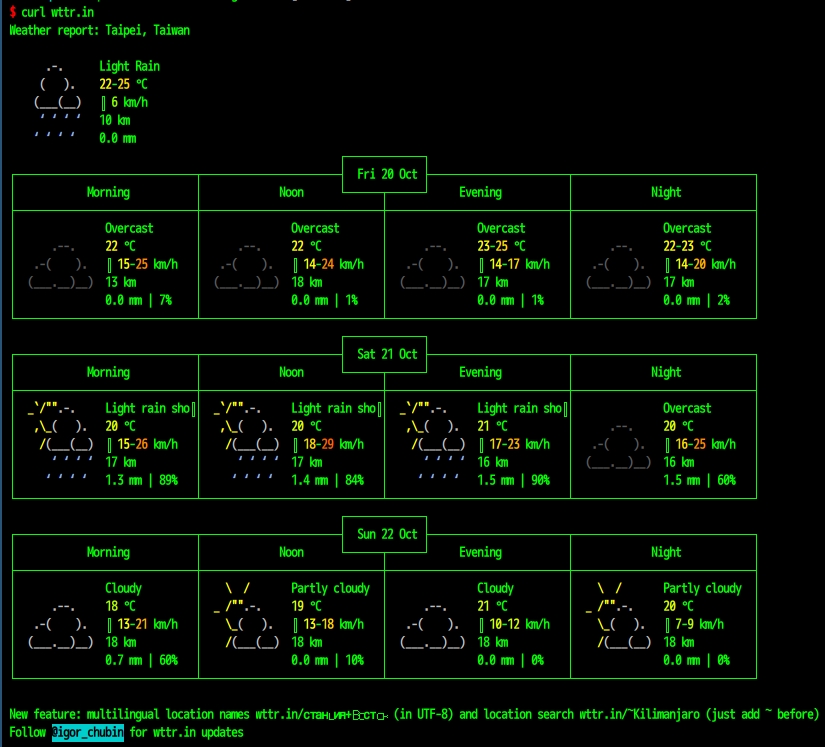 $ curl wttr.in
Weather report: Taipei, Taiwan
Light Rain
22-25 °C
6 km/h
10 km
0.0 mm
Fri 20 Oct
Morning Noon Evening Night
Overcast Overcast Overcast Overcast
22 °C 22 °C 23-25 °C 22-23 °C
15-25 km/h 14-24 km/h 14-17 km/h 14-20 km/h
13 km 18 km 17 km 17 km
0.0 mm | 7% 0.0 mm | 1% 0.0 mm | 1% 0.0 mm | 2%
Sat 21 Oct
Morning Noon Evening Night
Light rain sho Light rain sho Light rain sho Overcast
20 °C 20 °C 21 °C 20 °C
15-26 km/h 18-29 km/h 17-23 km/h 16-25 km/h
17 km 17 km 16 km 16 km
1.3 mm | 89% 1.4 mm | 84% 1.5 mm | 90% 1.5 mm | 60%
Sun 22 Oct
Morning Noon Evening Night
Cloudy Partly cloudy Cloudy Partly cloudy
18 °C 19 °C 21 °C 20 °C
13-21 km/h 13-18 km/h 10-12 km/h 7-9 km/h
18 km 18 km 18 km 18 km
0.7 mm | 60% 0.0 mm | 10% 0.0 mm | 0% 0.0 mm | 0%
New feature: multilingual location names wttr.in/станция+Восток (in UTF-8) and location search wttr.in/~Kilimanjaro (just add ~ before)
Follow @igor_chubin for wttr.in updates